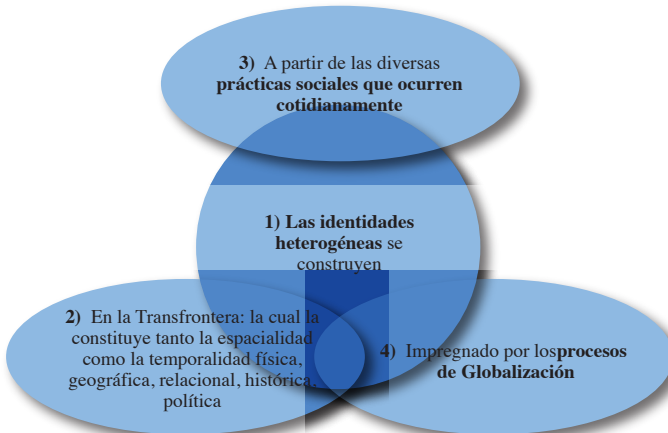 3) A partir de las diversas
prácticas sociales que ocurren
cotidianamente
1) Las identidades
heterogéneas se
construyen
2) En la Transfrontera: la cual la
constituye tanto la espacialidad
como la temporalidad física,
geográfica, relacional, histórica,
política
4) Impregnado por losprocesos
de Globalización